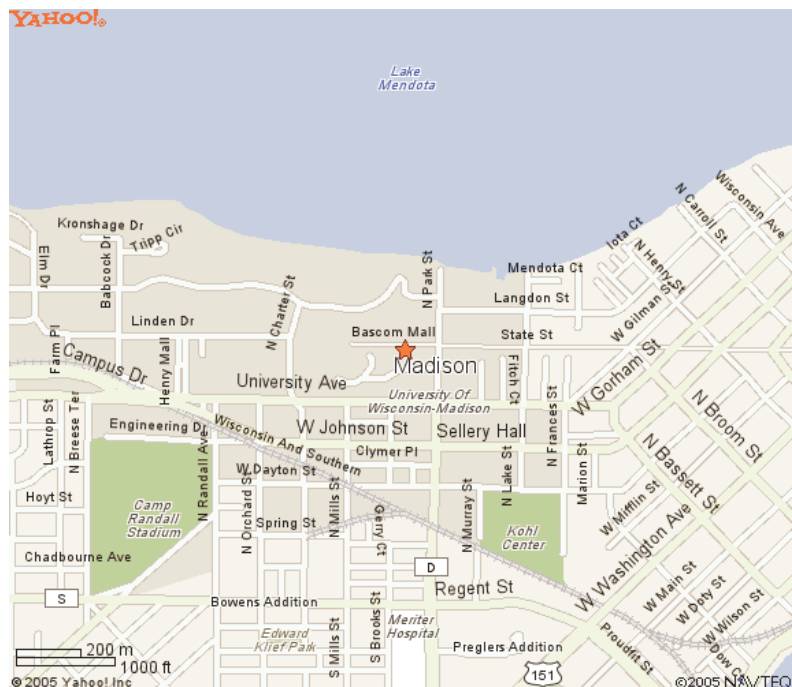 YAHOO!
Lake
Mendota
Wisconsin Ave
N Carroll St
Iota Ct
N Henry St
Kronshage Dr
Tripp Cir
Babcock Dr
Elm Dr
N Park St
Mendota Ct
Langdon St
W Gilman St
N Charter St
Linden Dr
Bascom Mall
State St
Farm Pl
Campus Dr
Henry Mall
Madison
Fitch Ct
W Gorham St
University Ave
University Of
Wisconsin-Madison
N Frances St
N Broom St
Lathrop St
N Breese Ter
Engineering Dr
Wisconsin And Southern
W Johnson St
Sellery Hall
N Randall Ave
Clymer Pl
N Bassett St
W Dayton St
N Lake St
Marion St
Hoyt St
Camp
Randall
Stadium
N Orchard St
N Mills St
Spring St
Gerry Ct
N Murray St
Kohl
Center
W Mifflin St
W Washington Ave
Chadbourne Ave
D
Regent St
S
Bowens Addition
Meriter
Hospital
W Main St
W Doty St
W Wilson St
Edward
Klief Park
S Mills St
S Brooks St
Preglers Addition
Proudfit St
Dow Ct
151
200 m
1000 ft
© 2005 Yahoo! Inc
©2005 NAVTEQ